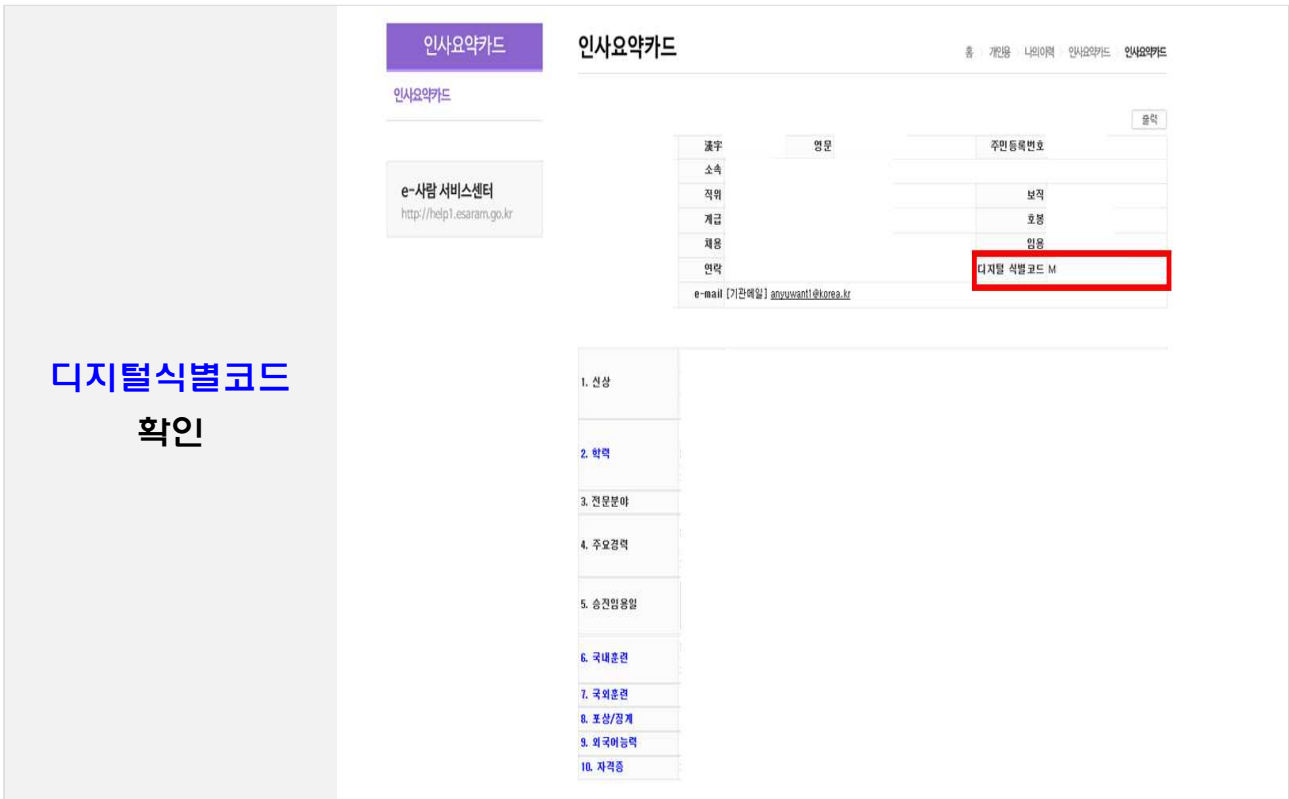 디지털식별코드
확인
인사요약카드
인사요약카드
e-사람 서비스센터
http://help1.esaram.go.kr
인사요약카드
홈 개인용 나의이력 인사요약카드 인사요약카드
출력
漢字 영문 주민등록번호
소속
직위 보직
계급 호봉
채용 임용
연락 디지털 식별코드 M
e-mail [기관메일] anyuwant1@korea.kr
1. 신상
2. 학력
3. 전문분야
4. 주요경력
5. 승진임용일
6. 국내훈련
7. 국외훈련
8. 포상/징계
9. 외국어능력
10. 자격증